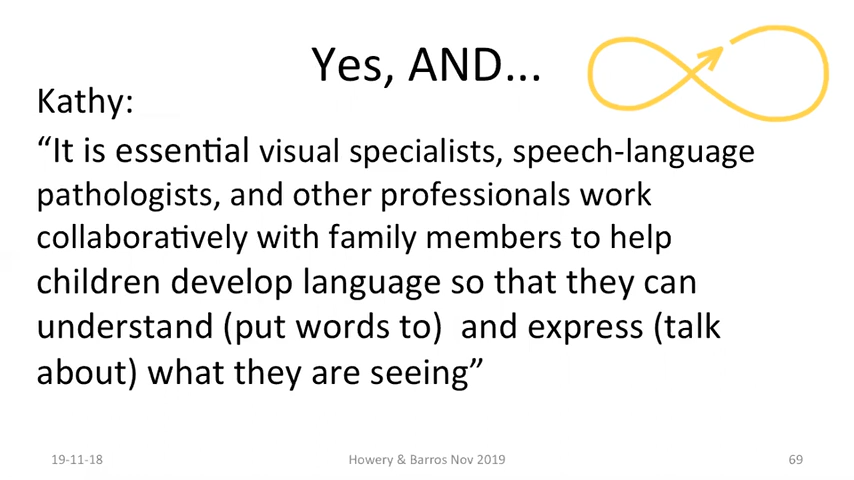 Yes, AND...
Kathy:
“It is essential visual specialists, speech-language
pathologists, and other professionals work
collaboratively with family members to help
children develop language so that they can
understand (put words to)  and express (talk
about) what they are seeing”
19-11-18
Howery & Barros Nov 2019
69